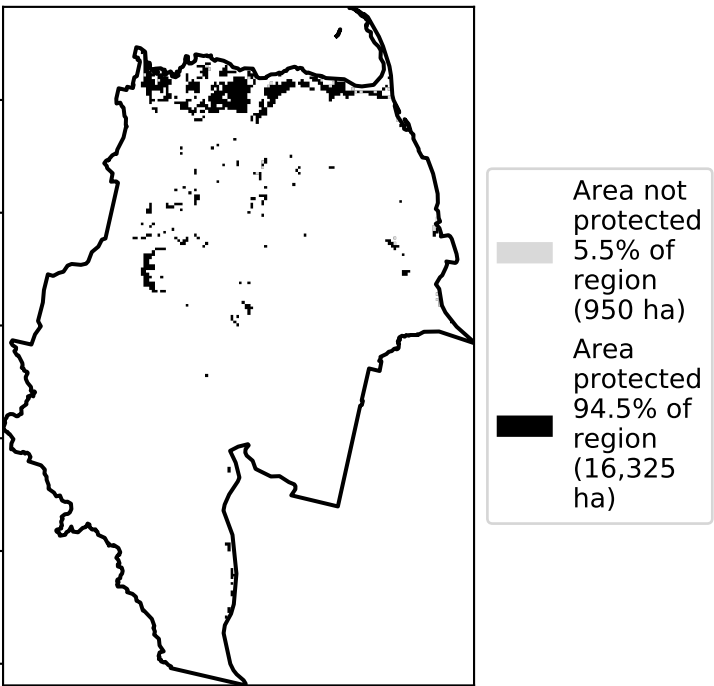 Area not
protected
5.5% of
region
(950 ha)
Area
protected
94.5% of
region
(16,325
ha)